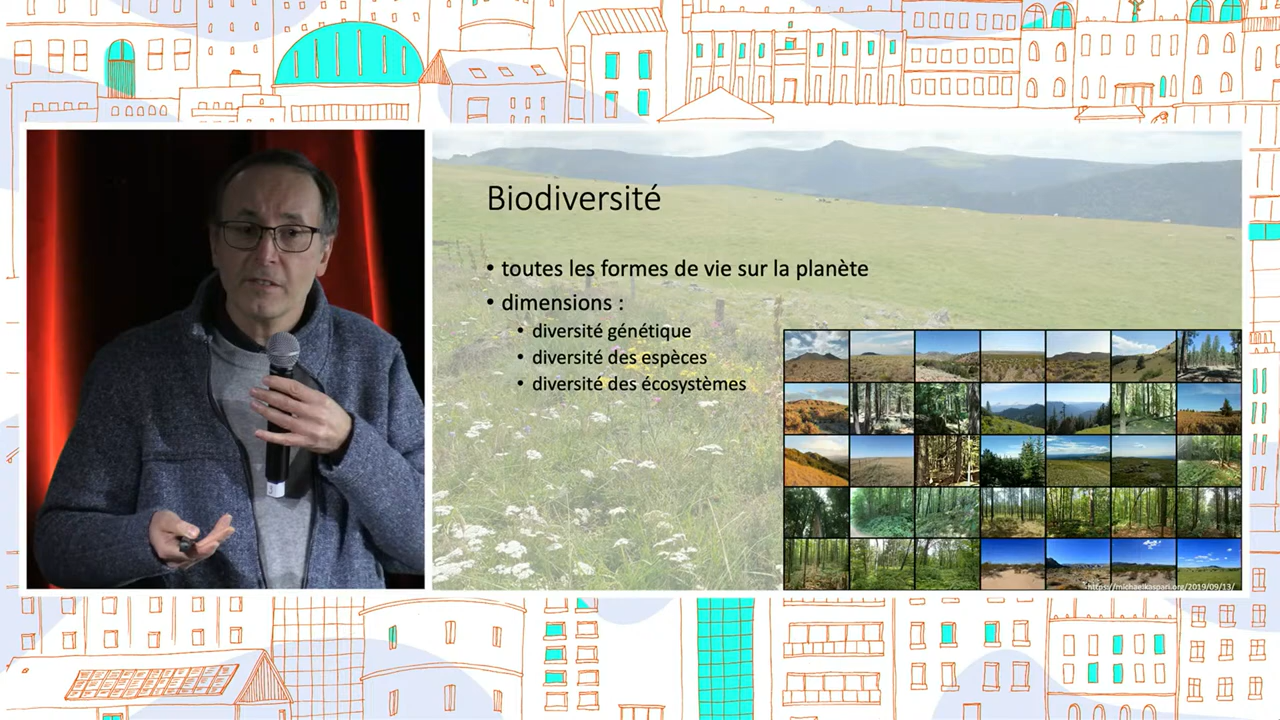 Biodiversité
• toutes les formes de vie sur la planète
• dimensions :
• diversité génétique
• diversité des espèces
• diversité des écosystèmes
https://michaelkaspari.org/2019/09/13/